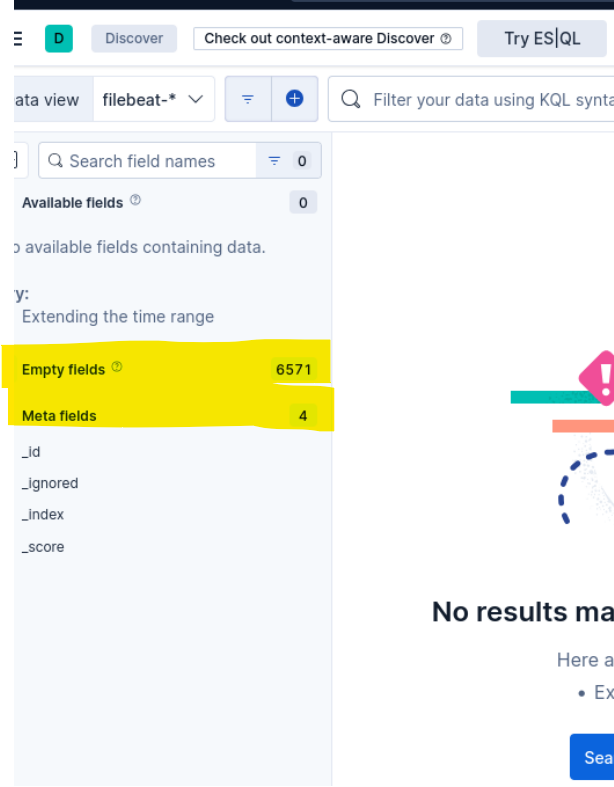 D Discover Check out context-aware Discover Try ES|QL
ata view filebeat-* Filter your data using KQL synta
Search field names 0
Available fields 0
o available fields containing data.
y:
Extending the time range
Empty fields 6571
Meta fields 4
_id
_ignored
_index
_score
No results ma
Here a
• Ex
Sea